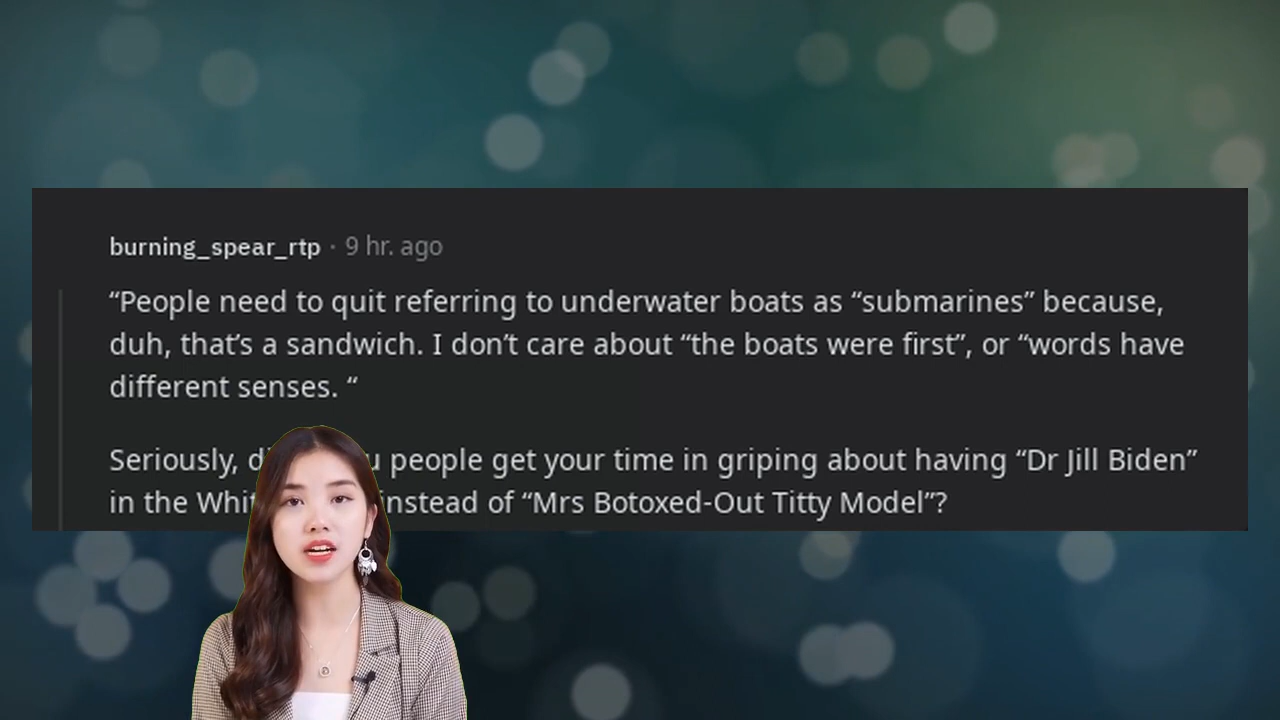 burning_spear_rtp · 9 hr. ago
“People need to quit referring to underwater boats as “submarines” because,
duh, that’s a sandwich. I don’t care about “the boats were first”, or “words have
different senses. “
Seriously, people get your time in griping about having “Dr Jill Biden”
in the instead of “Mrs Botoxed-Out Titty Model”?